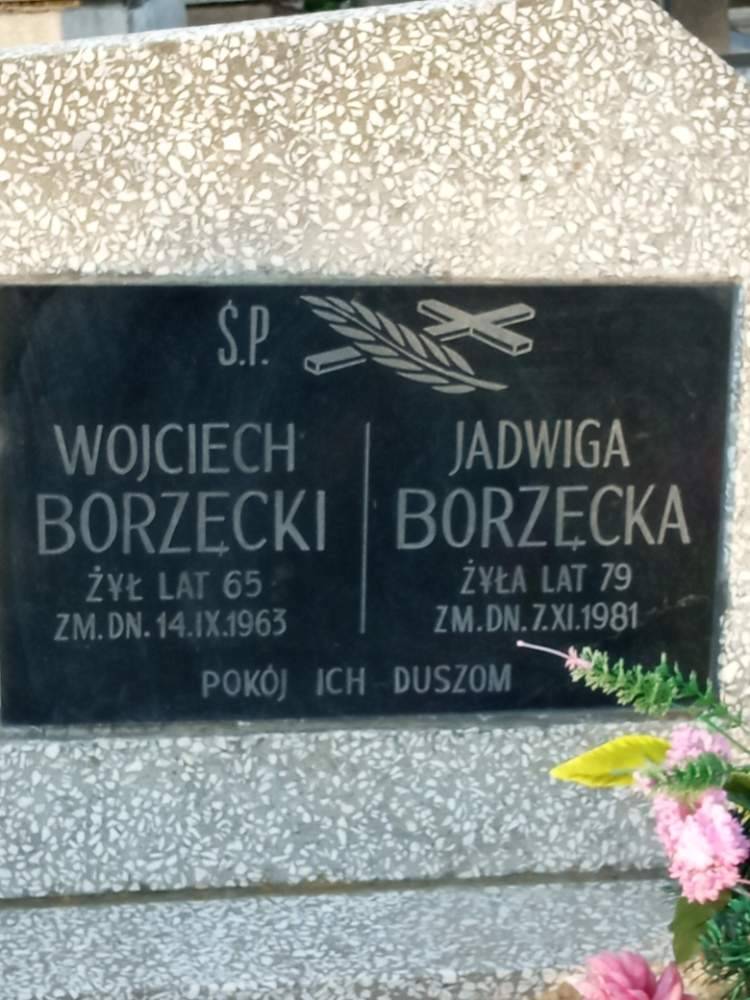 Ś.P.
WOJCIECH
BORZĘCKI
ŻYŁ LAT 65
ZM.DN.14.IX.1963
JADWIGA
BORZĘCKA
ŻYŁA LAT 79
ZM.DN.7.XI.1981
POKÓJ ICH DUSZOM